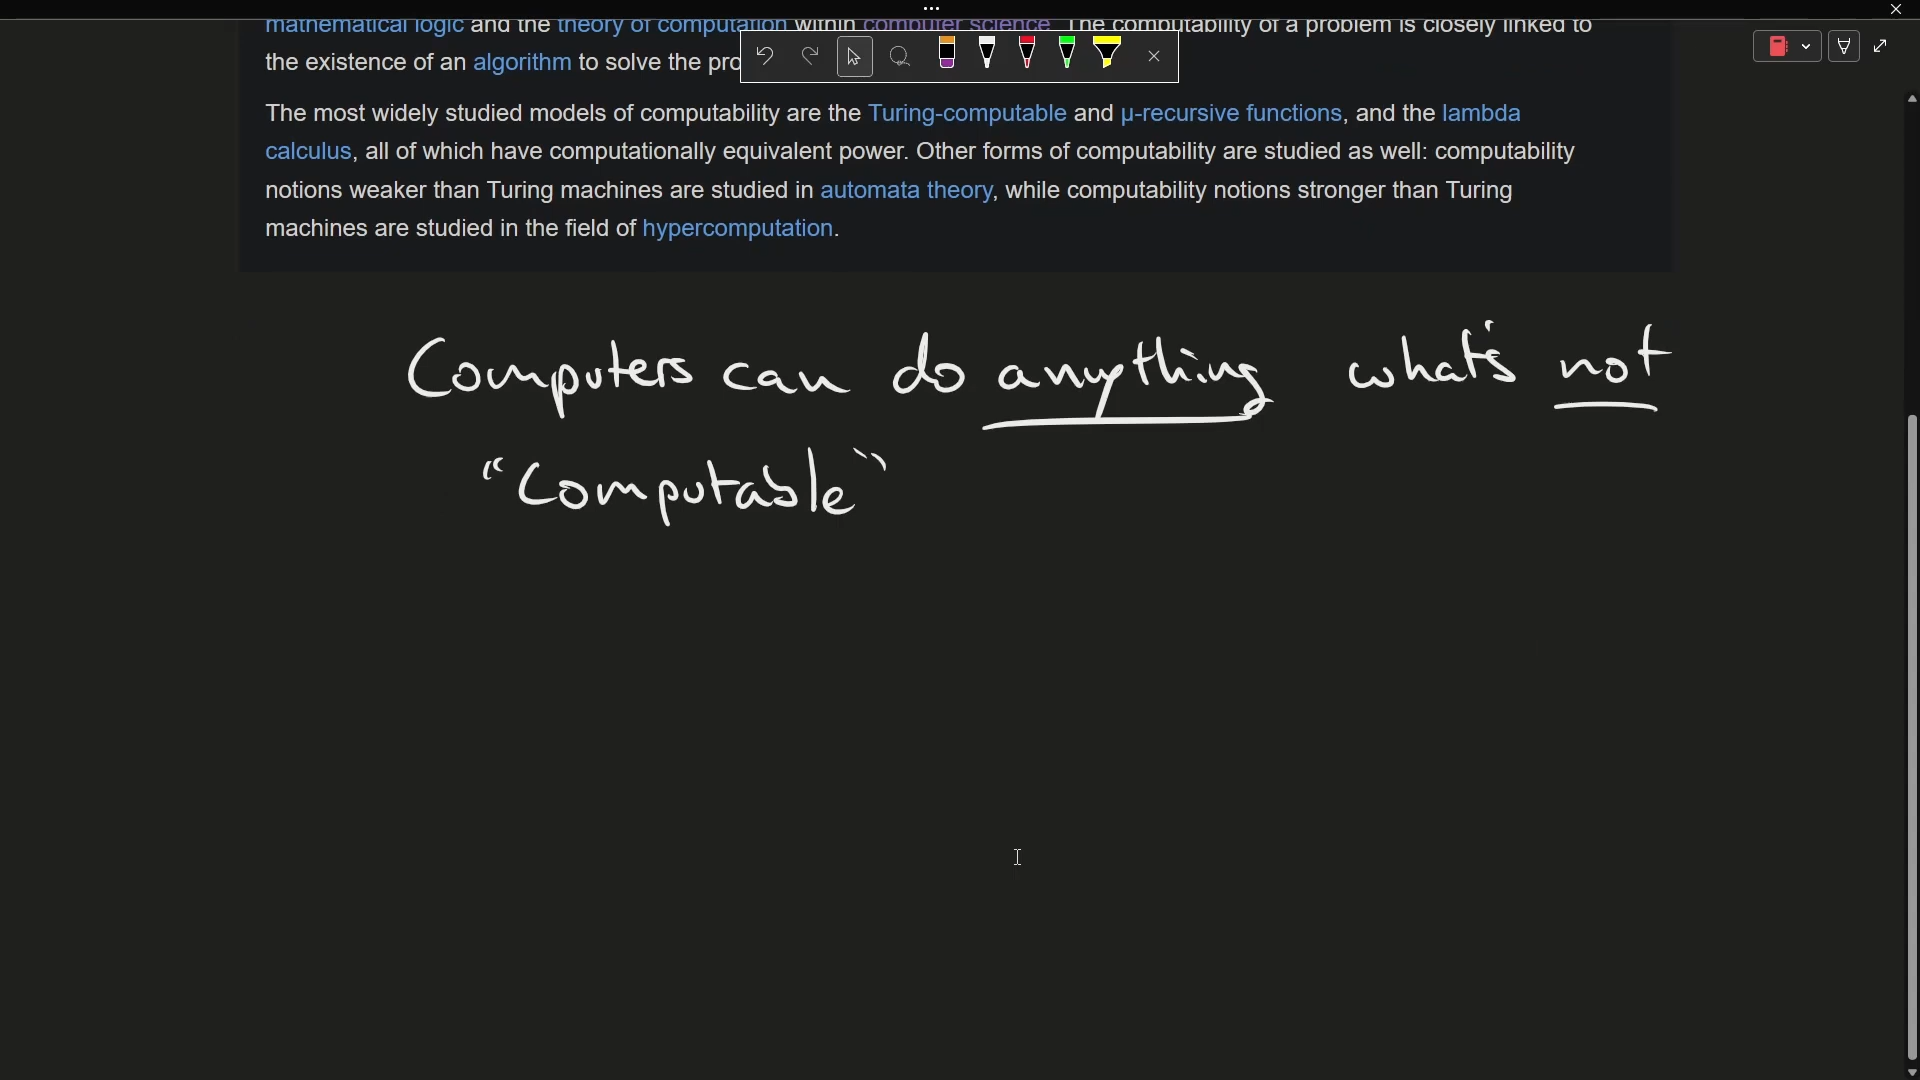 mathematical logic and the theory of computation within computer science. The computability of a problem is closely linked to
the existence of an algorithm to solve the pro
The most widely studied models of computability are the Turing-computable and μ-recursive functions, and the lambda
calculus, all of which have computationally equivalent power. Other forms of computability are studied as well: computability
notions weaker than Turing machines are studied in automata theory, while computability notions stronger than Turing
machines are studied in the field of hypercomputation.
Computers can do anything what's not
"Computable"